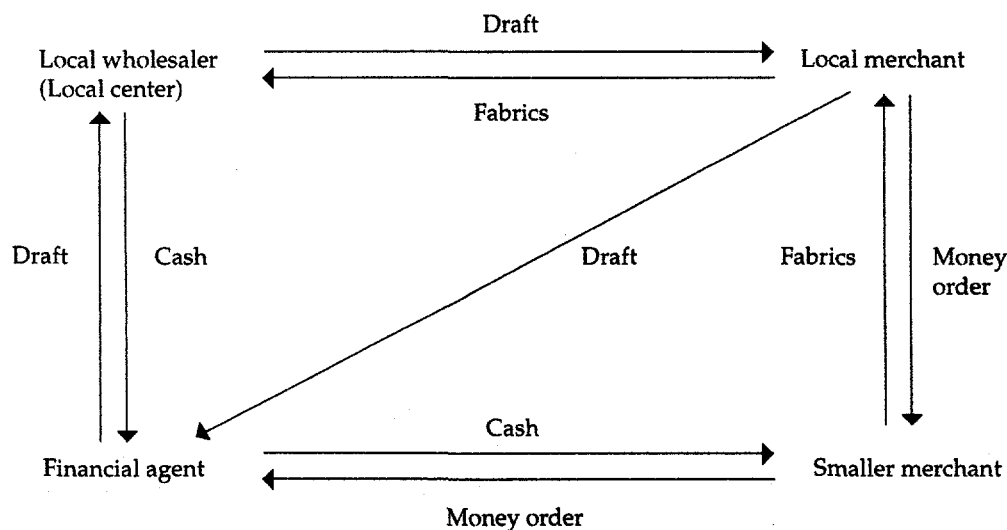 Draft
Local wholesaler
(Local center)
Local merchant
Fabrics
Draft
Cash
Draft
Fabrics
Money
order
Cash
Financial agent
Smaller merchant
Money order